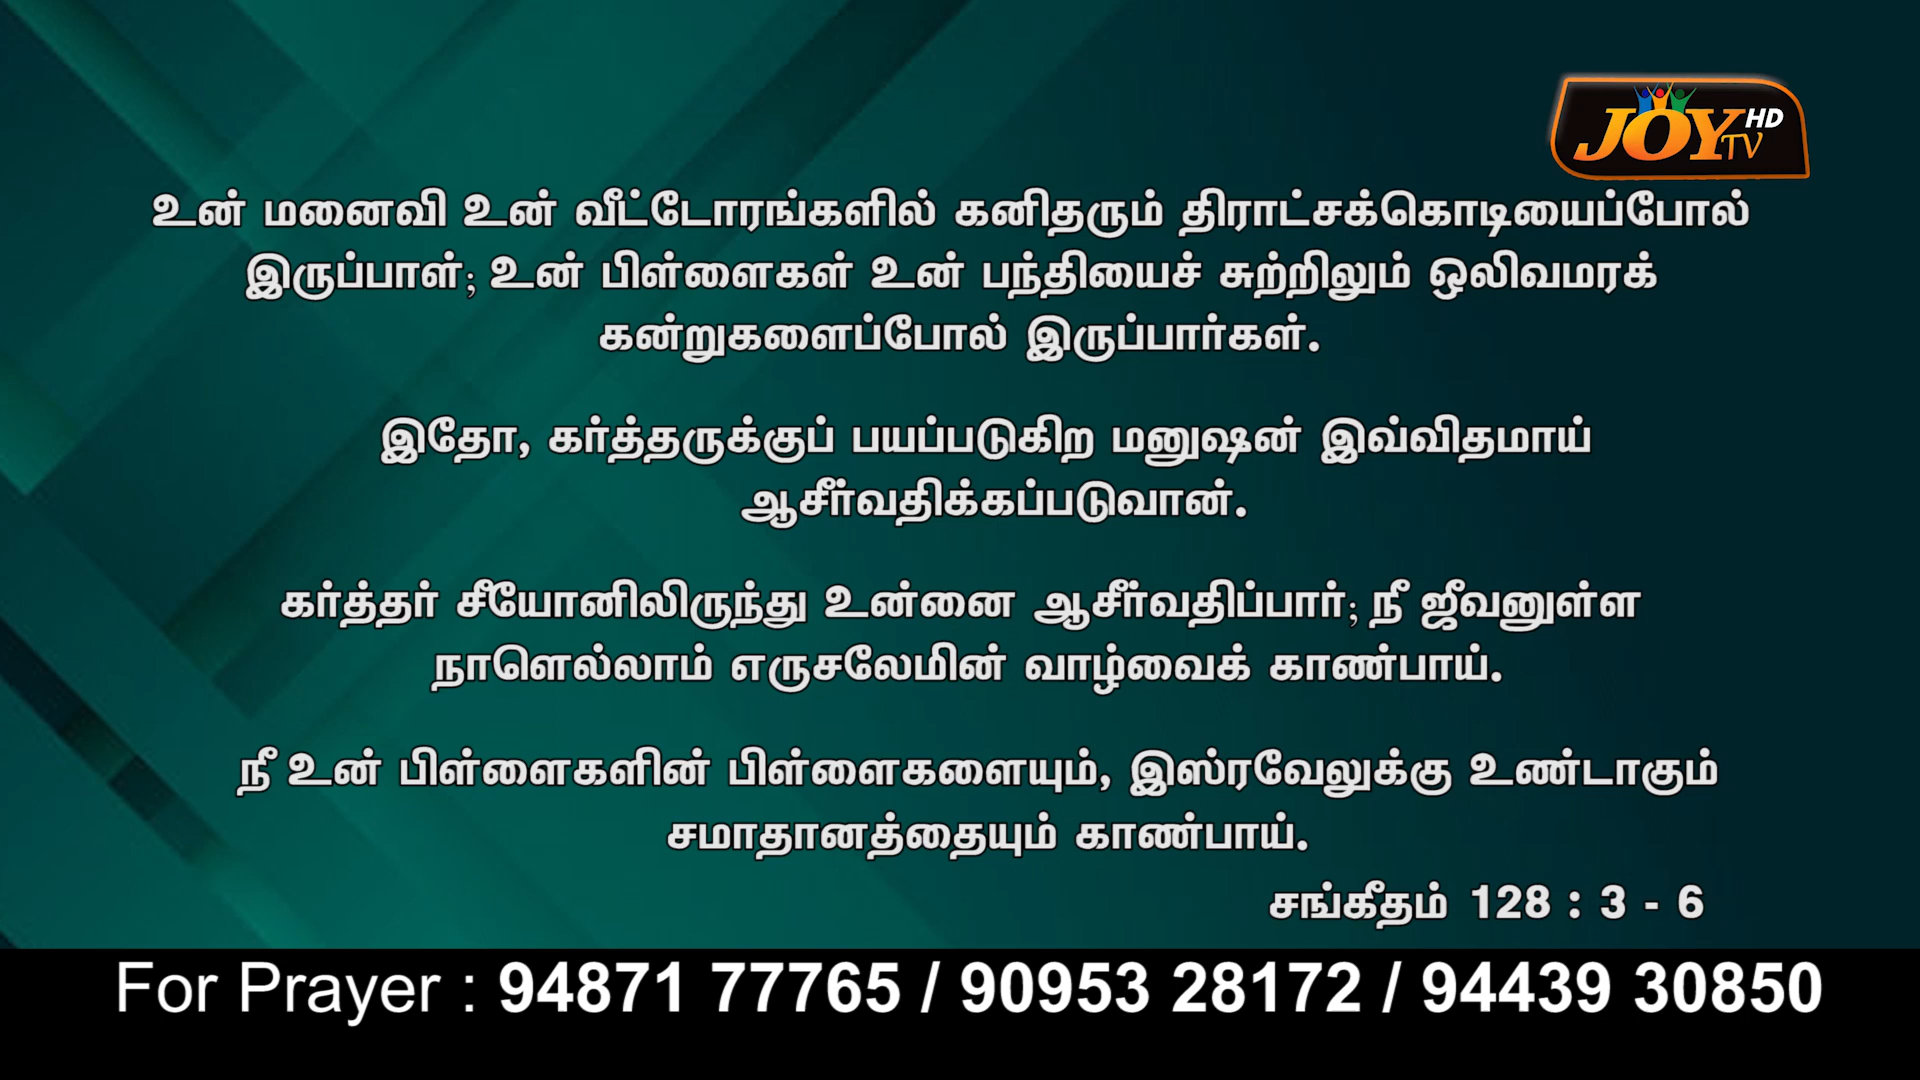 JOY HD TV
உன் மனைவி உன் வீட்டோரங்களில் கனிதரும் திராட்சக்கொடியைப்போல்
இருப்பாள்; உன் பிள்ளைகள் உன் பந்தியைச் சுற்றிலும் ஒலிவமரக்
கன்றுகளைப்போல் இருப்பார்கள்.
இதோ, கர்த்தருக்குப் பயப்படுகிற மனுஷன் இவ்விதமாய்
ஆசீர்வதிக்கப்படுவான்.
கர்த்தர் சீயோனிலிருந்து உன்னை ஆசீர்வதிப்பார்; நீ ஜீவனுள்ள
நாளெல்லாம் எருசலேமின் வாழ்வைக் காண்பாய்.
நீ உன் பிள்ளைகளின் பிள்ளைகளையும், இஸ்ரவேலுக்கு உண்டாகும்
சமாதானத்தையும் காண்பாய்.
சங்கீதம் 128 : 3 - 6
For Prayer : 94871 77765 / 90953 28172 / 94439 30850